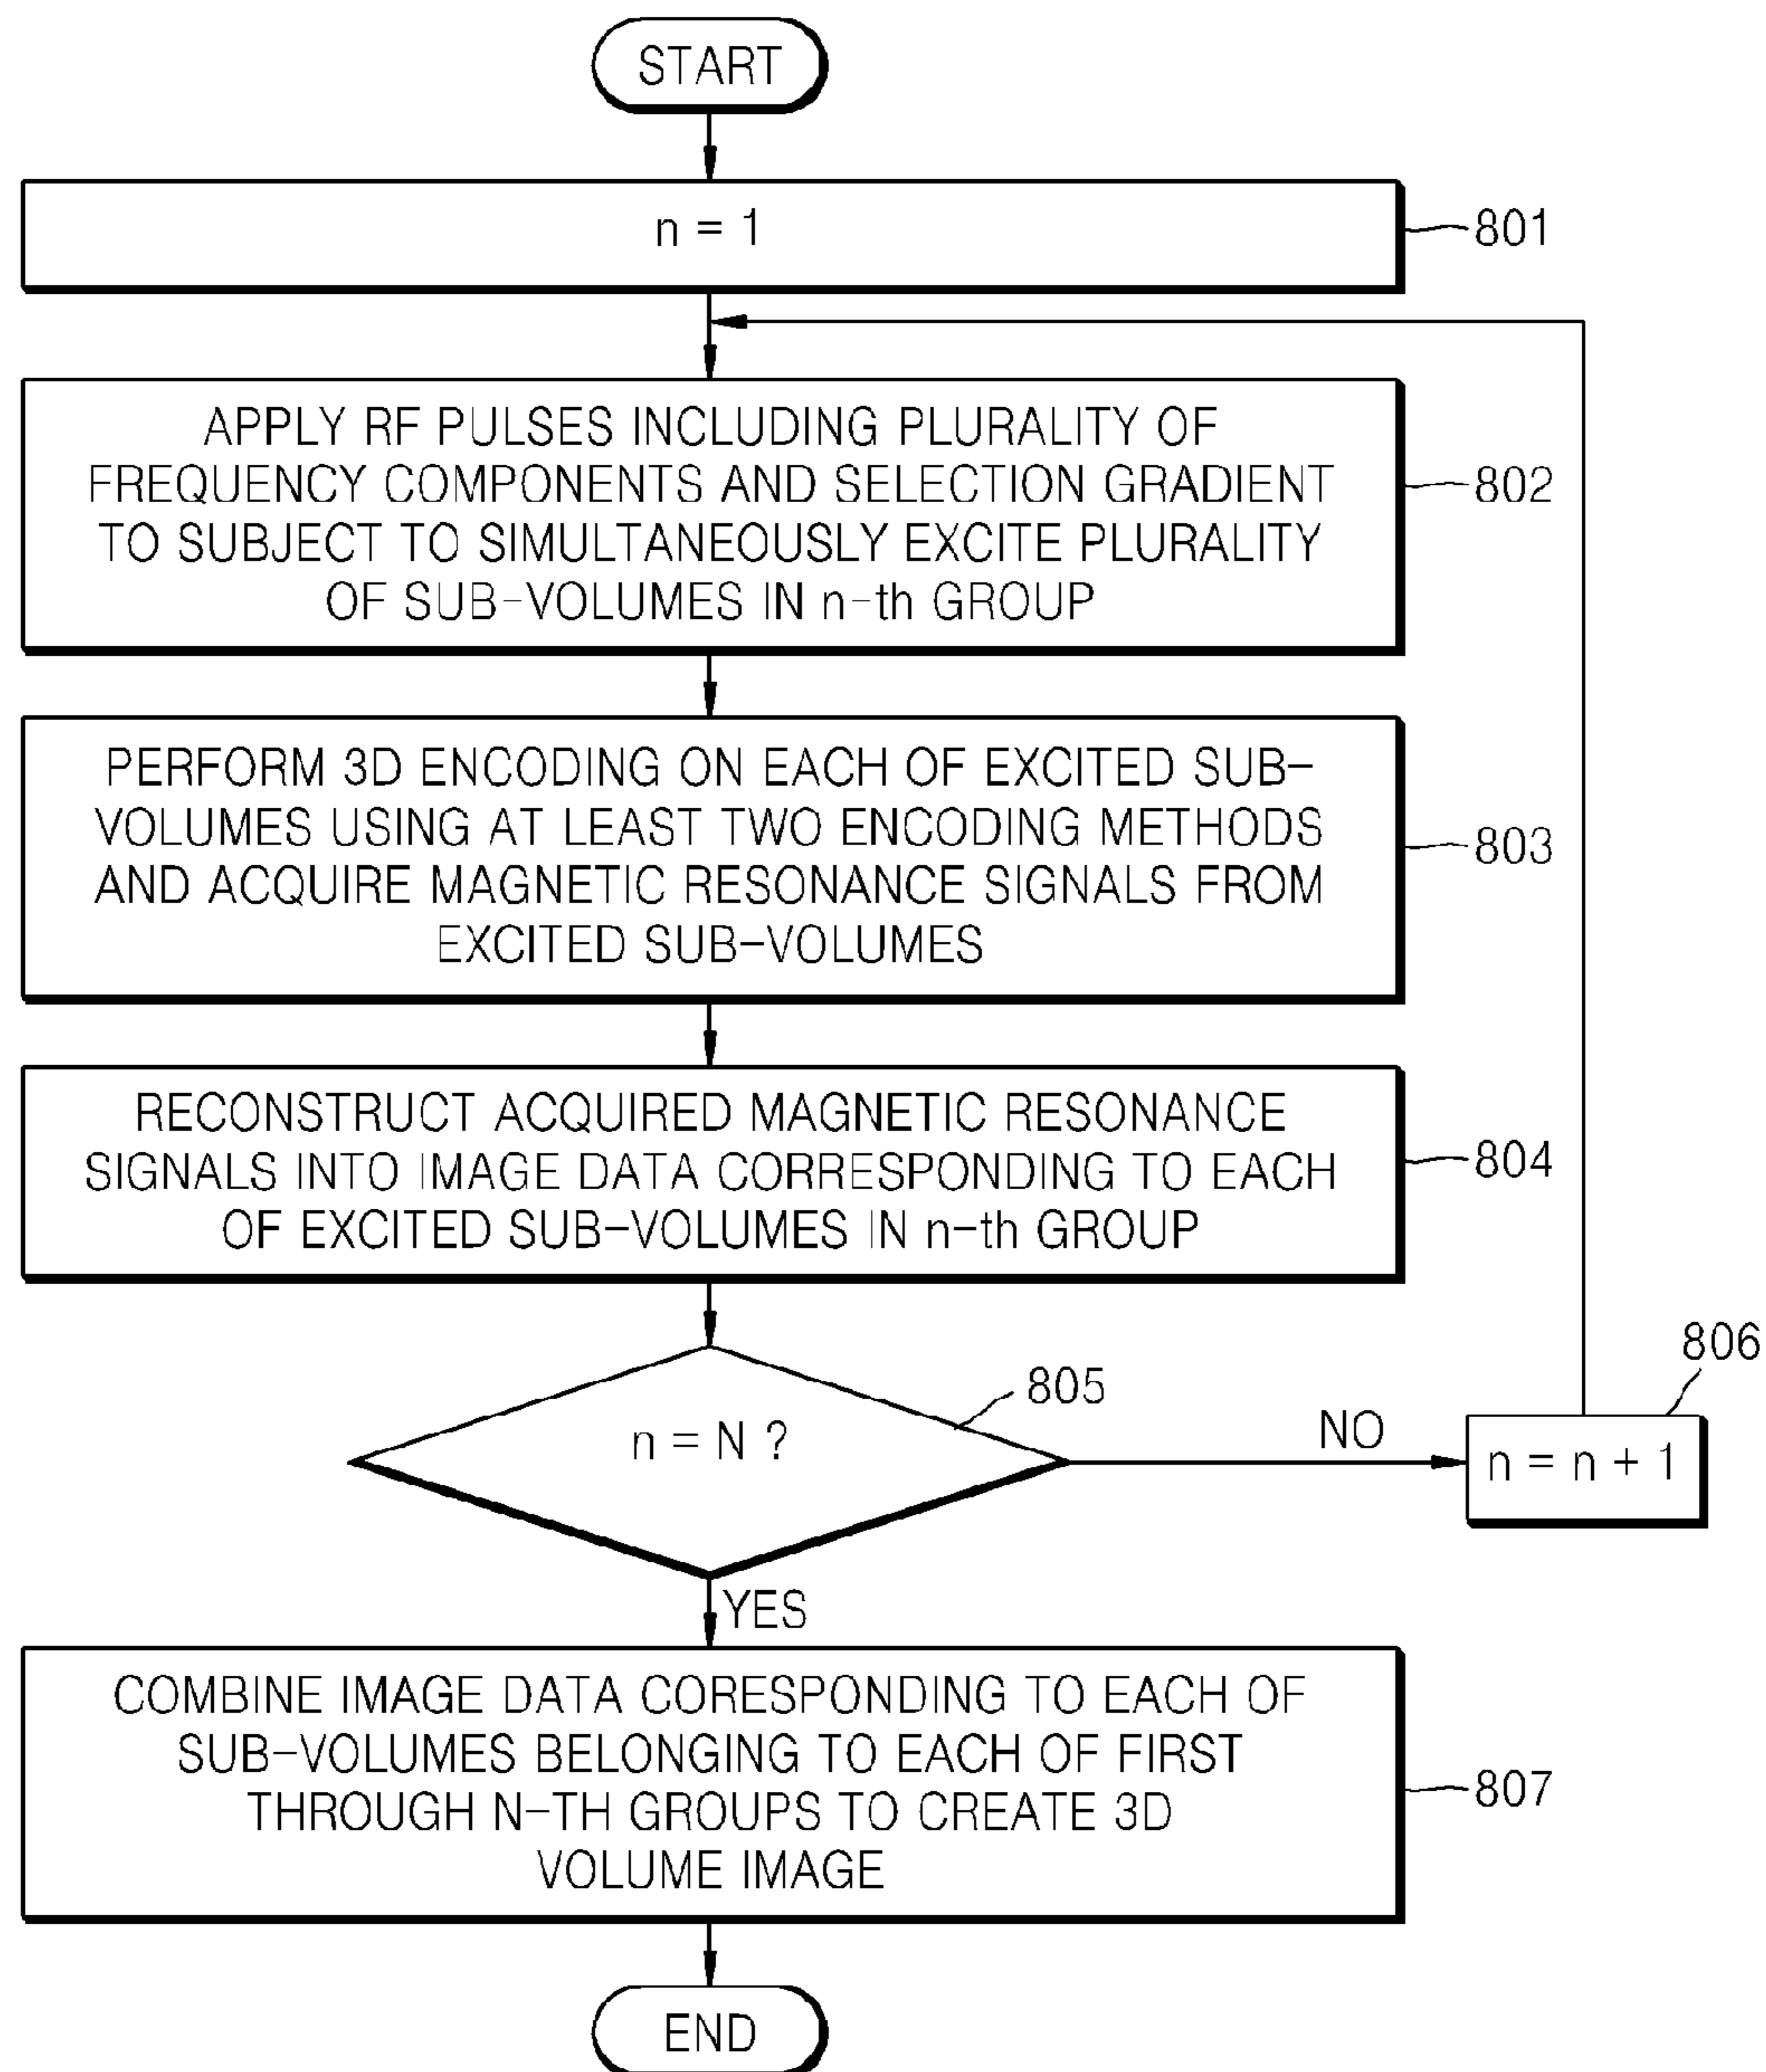 START
n = 1
801
APPLY RF PULSES INCLUDING PLURALITY OF
FREQUENCY COMPONENTS AND SELECTION GRADIENT
TO SUBJECT TO SIMULTANEOUSLY EXCITE PLURALITY
OF SUB-VOLUMES IN n-th GROUP
802
PERFORM 3D ENCODING ON EACH OF EXCITED SUB-
VOLUMES USING AT LEAST TWO ENCODING METHODS
AND ACQUIRE MAGNETIC RESONANCE SIGNALS FROM
EXCITED SUB-VOLUMES
803
RECONSTRUCT ACQUIRED MAGNETIC RESONANCE
SIGNALS INTO IMAGE DATA CORRESPONDING TO EACH
OF EXCITED SUB-VOLUMES IN n-th GROUP
804
n = N ?
805
NO
806
n = n + 1
YES
COMBINE IMAGE DATA CORESPONDING TO EACH OF
SUB-VOLUMES BELONGING TO EACH OF FIRST
THROUGH N-TH GROUPS TO CREATE 3D
VOLUME IMAGE
807
END